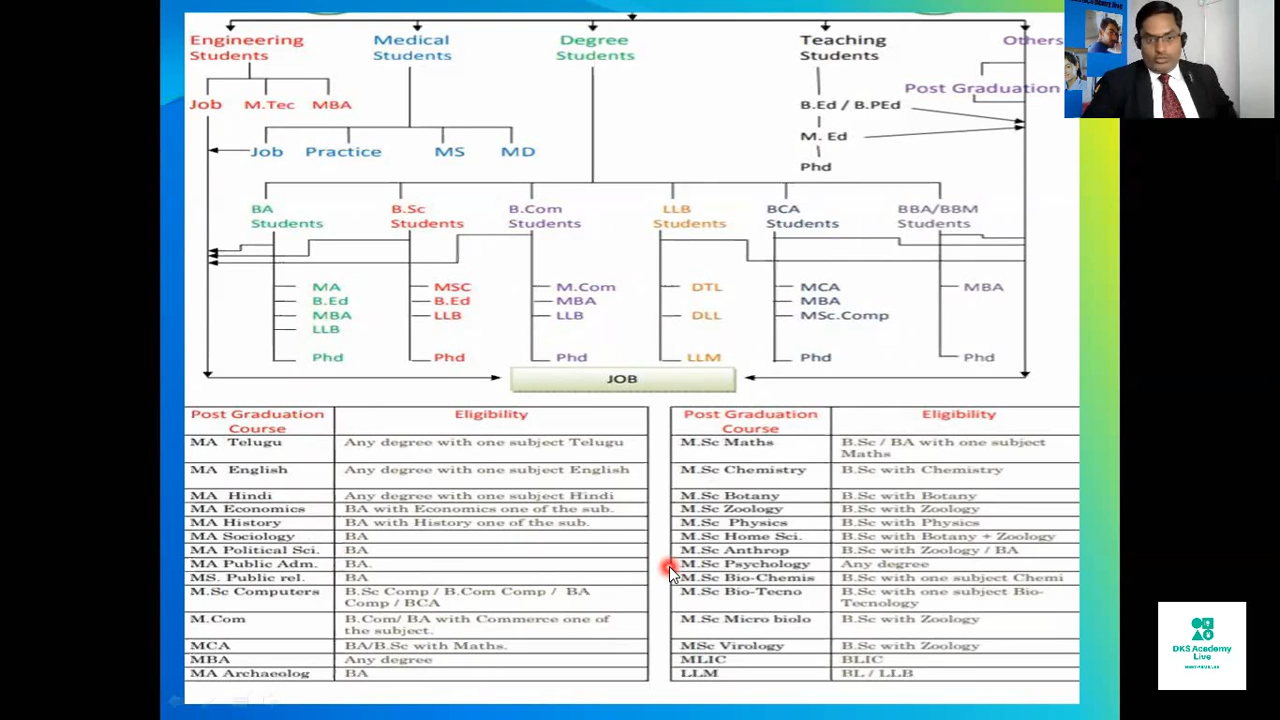 Engineering
Students
Medical
Students
Degree
Students
Teaching
Students
Others
Job M.Tec MBA
Post Graduation
B.Ed / B.PEd
M. Ed
Phd
Job Practice MS MD
BA
Students
B.Sc
Students
B.Com
Students
LLB
Students
BCA
Students
BBA/BBM
Students
MA
B.Ed
MBA
LLB
Phd
MSC
B.Ed
LLB
Phd
M.Com
MBA
LLB
Phd
DTL
DLL
LLM
MCA
MBA
MSc.Comp
Phd
MBA
Phd
JOB
Post Graduation
Course
Eligibility
MA Telugu Any degree with one subject Telugu
MA English Any degree with one subject English
MA Hindi Any degree with one subject Hindi
MA Economics BA with Economics one of the sub.
MA History BA with History one of the sub.
MA Sociology BA
MA Political Sci. BA
MA Public Adm. BA.
MS. Public rel. BA
M.Sc Computers B.Sc Comp / B.Com Comp / BA
Comp / BCA
M.Com B.Com/ BA with Commerce one of
the subject.
MCA BA/B.Sc with Maths.
MBA Any degree
MA Archaeolog BA
Post Graduation
Course
Eligibility
M.Sc Maths B.Sc / BA with one subject
Maths
M.Sc Chemistry B.Sc with Chemistry
M.Sc Botany B.Sc with Botany
M.Sc Zoology B.Sc with Zoology
M.Sc Physics B.Sc with Physics
M.Sc Home Sci. B.Sc with Botany + Zoology
M.Sc Anthrop B.Sc with Zoology / BA
M.Sc Psychology Any degree
M.Sc Bio-Chemis B.Sc with one subject Chemi
M.Sc Bio-Tecno B.Sc with one subject Bio-
Tecnology
M.Sc Micro biolo B.Sc with Zoology
MSc Virology B.Sc with Zoology
MLIC BLIC
LLM BL / LLB
DKS Academy
Live